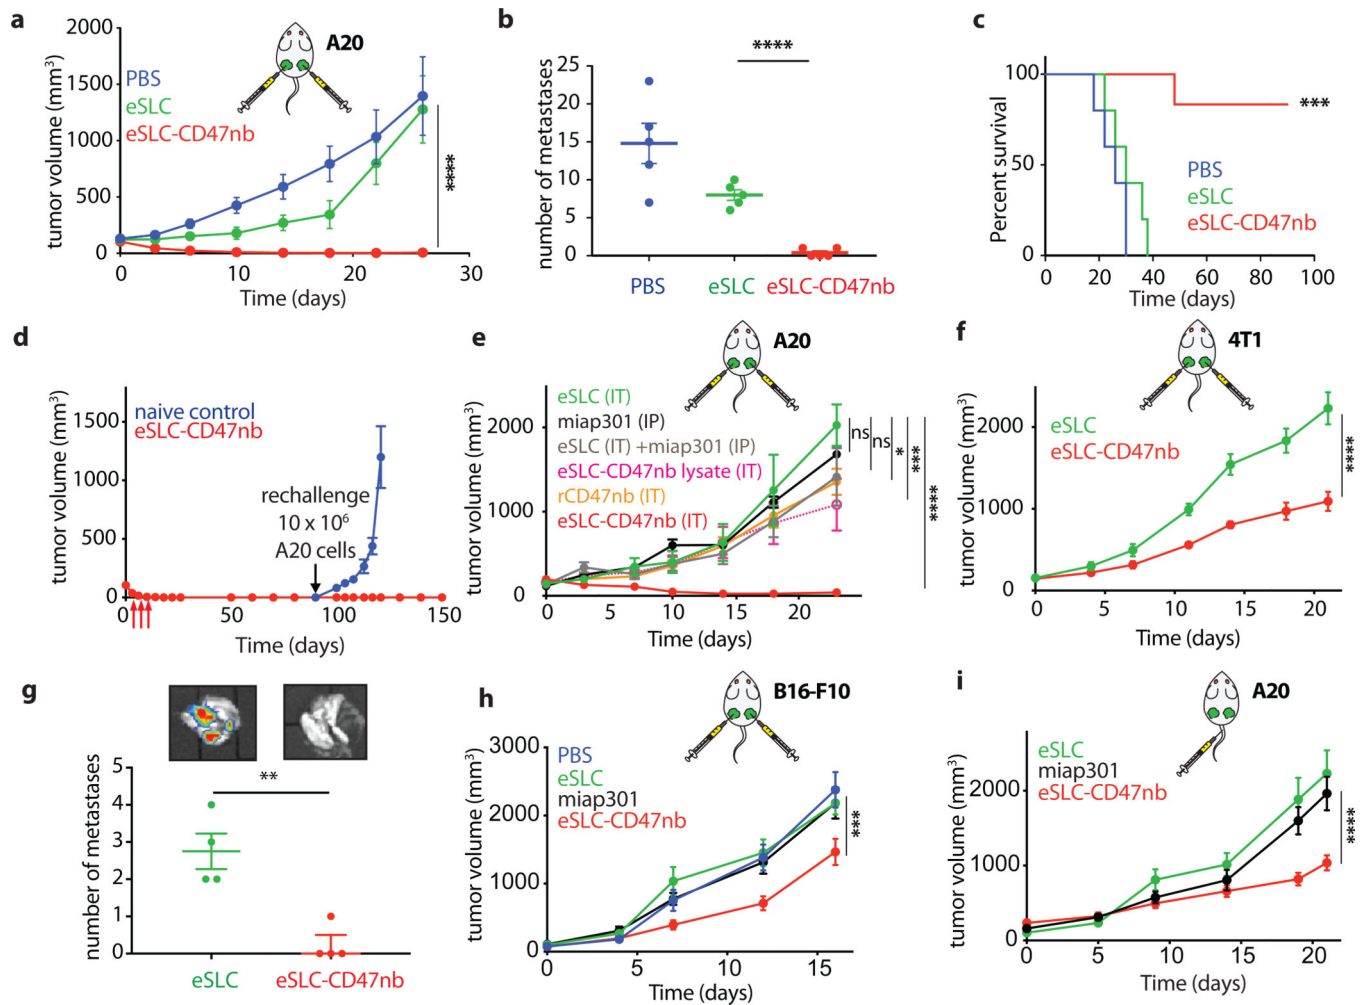 a
A20
PBS
eSLC
eSLC-CD47nb
tumor volume (mm³)
2000
1500
1000
500
0
0 10 20 30
Time (days)
****
b
****
number of metastases
25
20
15
10
5
0
PBS eSLC eSLC-CD47nb
c
Percent survival
100
50
0
***
PBS
eSLC
eSLC-CD47nb
0 20 40 60 80 100
Time (days)
d
naive control
eSLC-CD47nb
tumor volume (mm³)
1500
1000
500
0
rechallenge
10 x 10⁶
A20 cells
0 50 100 150
Time (days)
e
A20
eSLC (IT)
miap301 (IP)
eSLC (IT) +miap301 (IP)
eSLC-CD47nb lysate (IT)
rCD47nb (IT)
eSLC-CD47nb (IT)
tumor volume (mm³)
2000
1000
0
ns
ns
*
***
****
0 5 10 15 20
Time (days)
f
4T1
eSLC
eSLC-CD47nb
tumor volume (mm³)
2000
1000
0
****
0 5 10 15 20
Time (days)
g
**
number of metastases
5
4
3
2
1
0
eSLC eSLC-CD47nb
h
B16-F10
PBS
eSLC
miap301
eSLC-CD47nb
tumor volume (mm³)
3000
2000
1000
0
***
0 5 10 15
Time (days)
i
A20
eSLC
miap301
eSLC-CD47nb
tumor volume (mm³)
2000
1000
0
****
0 5 10 15 20
Time (days)